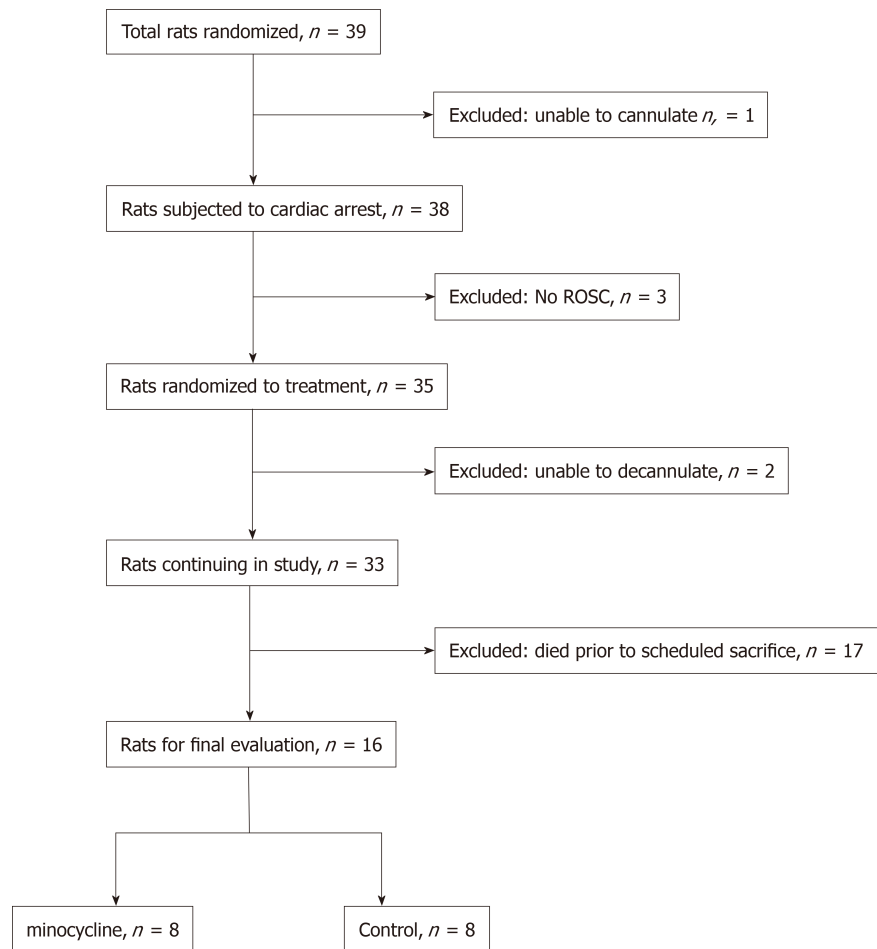 Total rats randomized, n = 39
Excluded: unable to cannulate n, = 1
Rats subjected to cardiac arrest, n = 38
Excluded: No ROSC, n = 3
Rats randomized to treatment, n = 35
Excluded: unable to decannulate, n = 2
Rats continuing in study, n = 33
Excluded: died prior to scheduled sacrifice, n = 17
Rats for final evaluation, n = 16
minocycline, n = 8
Control, n = 8